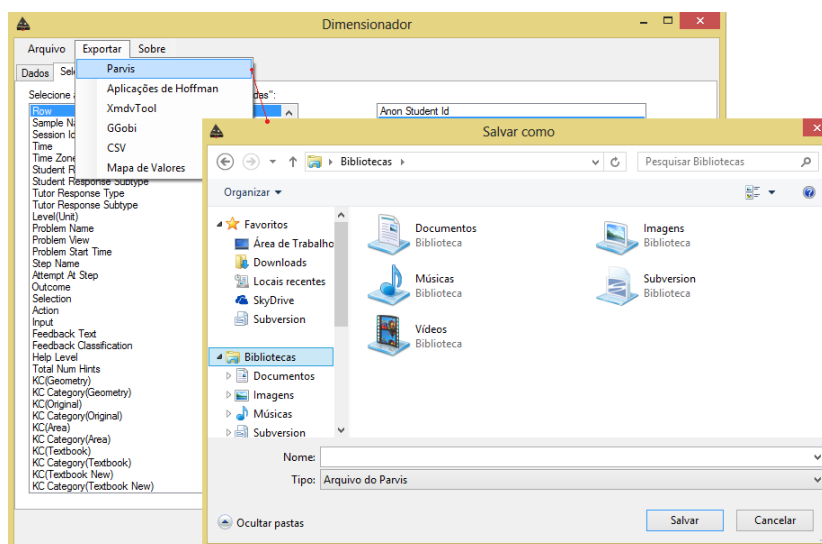 Dimensionador
Arquivo Exportar Sobre
Dados Sel
Parvis
Aplicações de Hoffman
XmdvTool
GGobi
CSV
Mapa de Valores
Selecione das":
Row
Sample N
Session Id
Time
Time Zone
Student R
Student Response Subtype
Tutor Response Type
Tutor Response Subtype
Level(Unit)
Problem Name
Problem View
Problem Start Time
Step Name
Attempt At Step
Outcome
Selection
Action
Input
Feedback Text
Feedback Classification
Help Level
Total Num Hints
KC(Geometry)
KC Category(Geometry)
KC(Original)
KC Category(Original)
KC(Area)
KC Category(Area)
KC(Textbook)
KC Category(Textbook)
KC(Textbook New)
KC Category(Textbook New)
Anon Student Id
Salvar como
Bibliotecas
Pesquisar Bibliotecas
Organizar
Favoritos
Área de Trabalho
Downloads
Locais recentes
SkyDrive
Subversion
Bibliotecas
Documentos
Imagens
Músicas
Subversion
Documentos
Biblioteca
Imagens
Biblioteca
Músicas
Biblioteca
Subversion
Biblioteca
Vídeos
Biblioteca
Nome:
Tipo: Arquivo do Parvis
Ocultar pastas
Salvar Cancelar